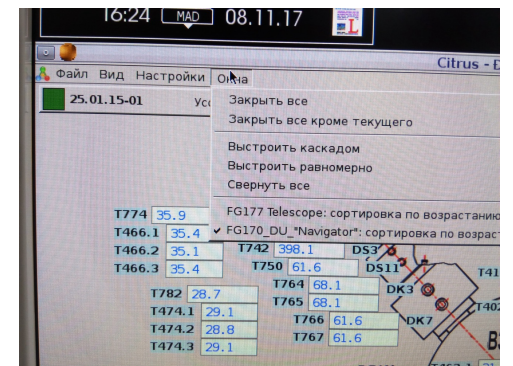 16:24 MAD 08.11.17
Citrus - Đ
Файл Вид Настройки Окна
25.01.15-01 Усс
Закрыть все
Закрыть все кроме текущего
Выстроить каскадом
Выстроить равномерно
Свернуть все
FG177 Telescope: сортировка по возрастанию
✓ FG170_DU_"Navigator": сортировка по возраст
T774 35.9
T466.1 35.4
T466.2 35.1 T742 398.1 DS3
T466.3 35.4 T750 61.6 DS11 T41
T782 28.7 T764 68.1 DK3
T474.1 29.1 T765 68.1 T402
T474.2 28.8 T766 61.6 DK7
T474.3 29.1 T767 61.6 B